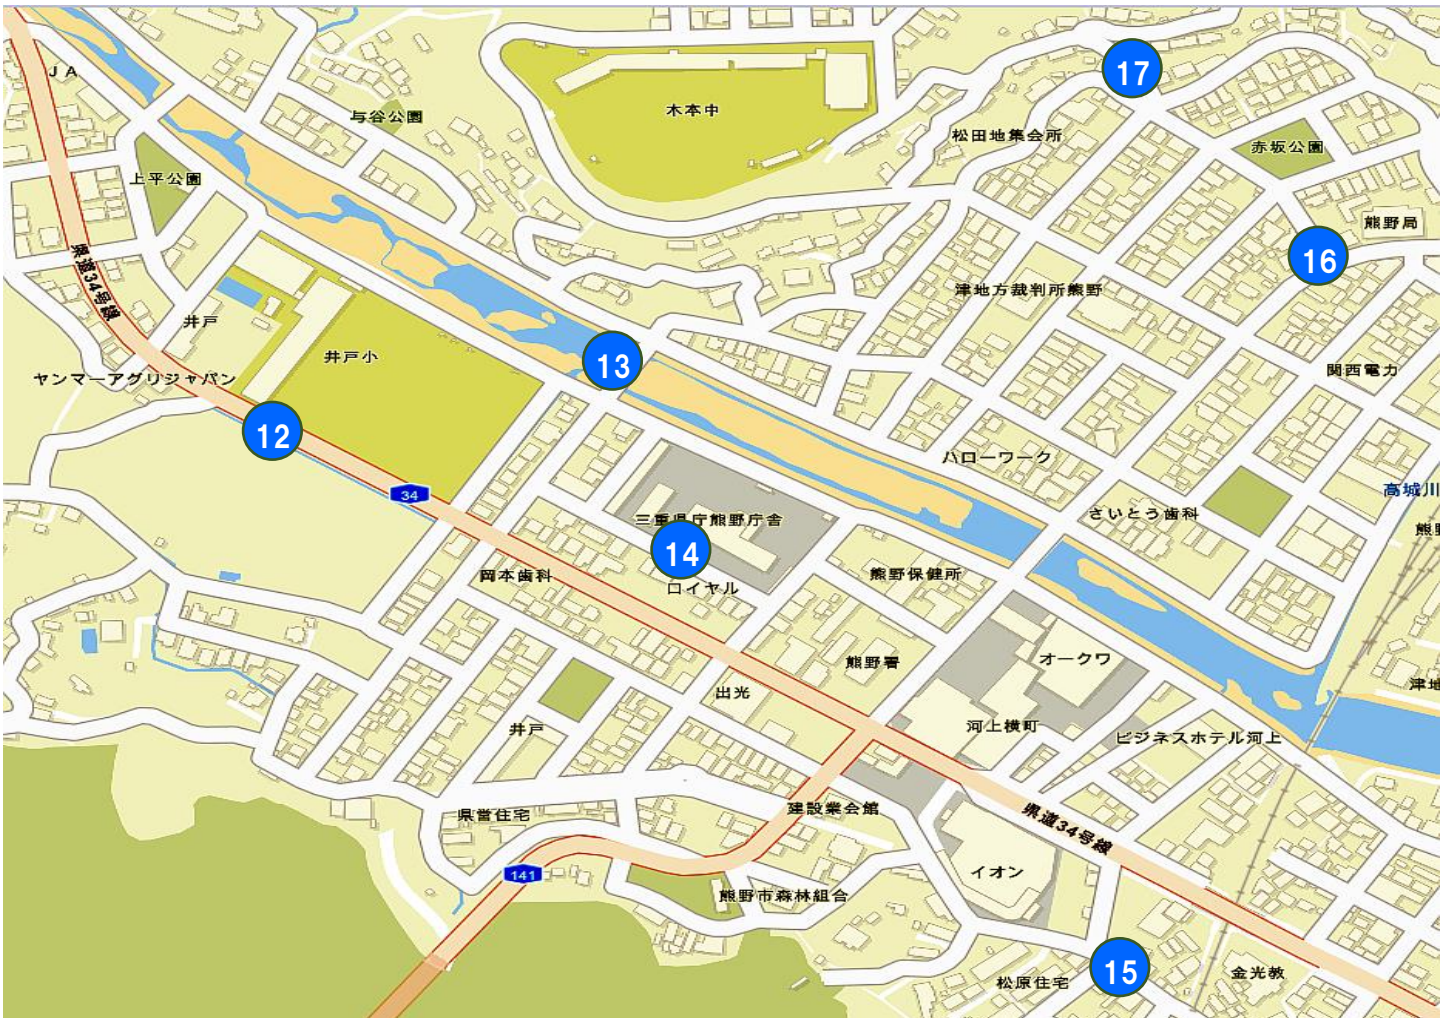 ＪＡ
与谷公園
木本中
17
松田地集会所
赤坂公園
上平公園
熊野局
県道34号線
16
津地方裁判所熊野
井戸
井戸小
13
ヤンマーアグリジャパン
関西電力
12
ハローワーク
34
高城川
さいとう歯科
三重県庁熊野庁舎
14
岡本歯科
ロイヤル
熊野保健所
熊野署
オークワ
出光
井戸
河上横町
ビジネスホテル河上
県営住宅
建設業会館
県道34号線
141
イオン
熊野市森林組合
15
松原住宅
金光教